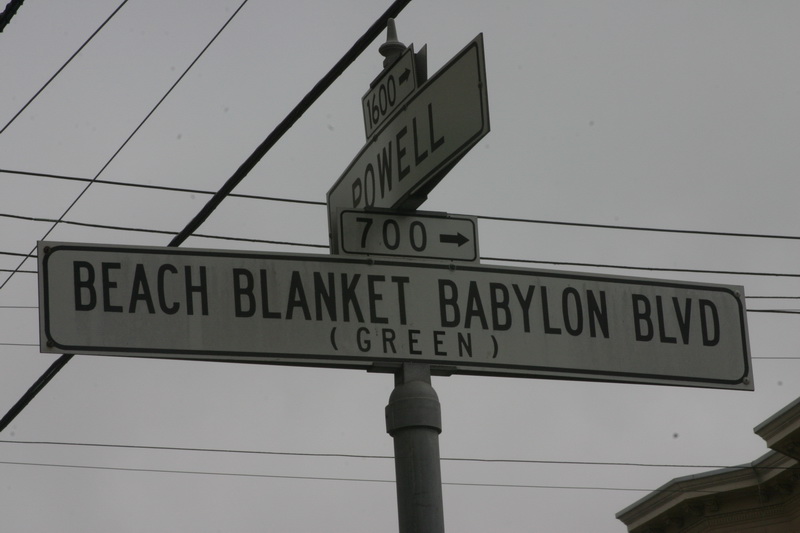 1600 →
POWELL
700 →
BEACH BLANKET BABYLON BLVD
(GREEN)